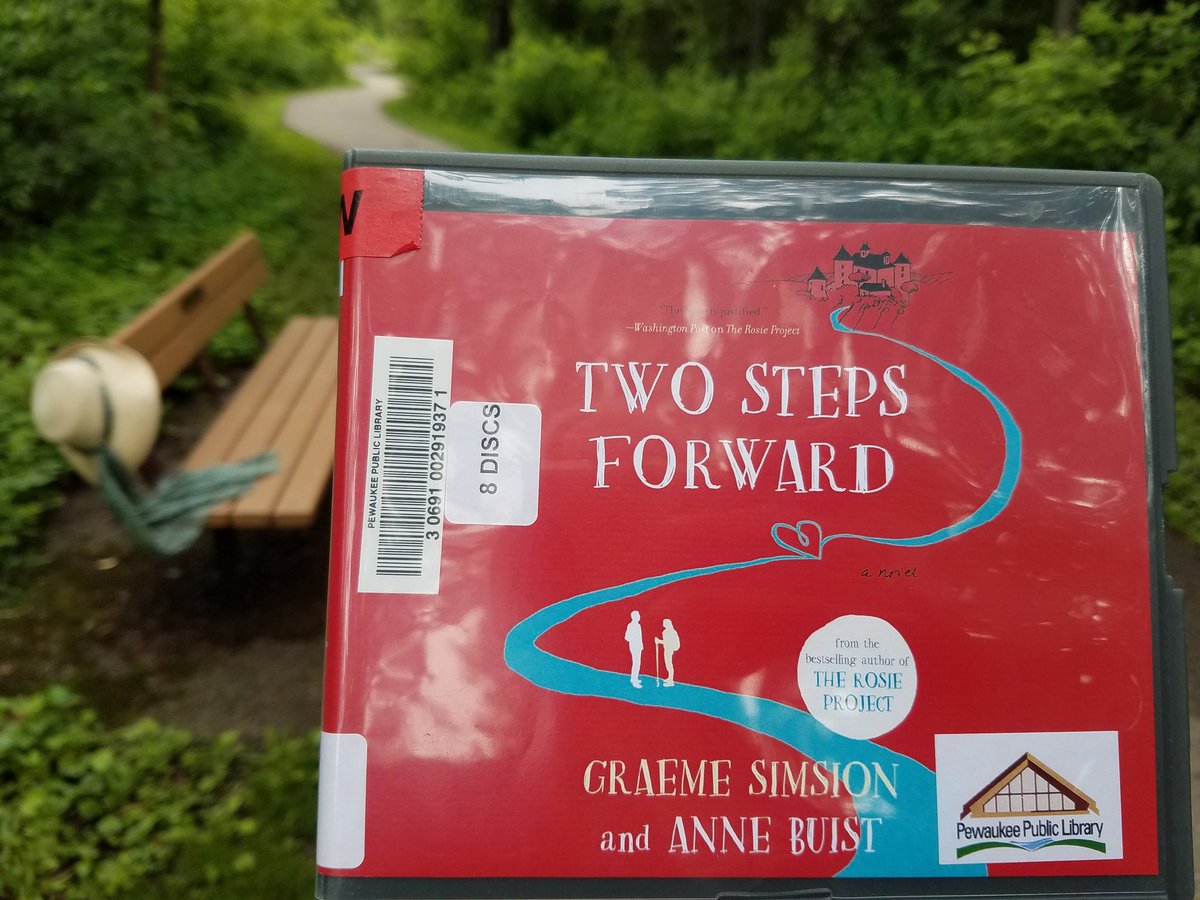 "The hype is justified"
—Washington Post on The Rosie Project
TWO STEPS
FORWARD
a novel
from the
bestselling author of
THE ROSIE
PROJECT
GRAEME SIMSION
and ANNE BUIST
PEWAUKEE PUBLIC LIBRARY
3 0691 00291937 1
8 DISCS
Pewaukee Public Library